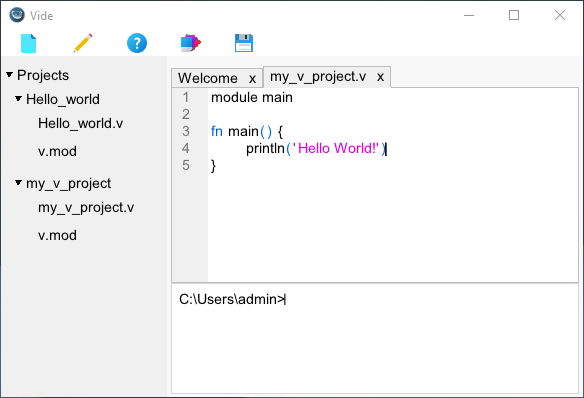 Vide
?
Projects
Hello_world
Hello_world.v
v.mod
my_v_project
my_v_project.v
v.mod
Welcome x my_v_project.v x
1 module main
2
3 fn main() {
4 println('Hello World!')
5 }
C:\Users\admin>